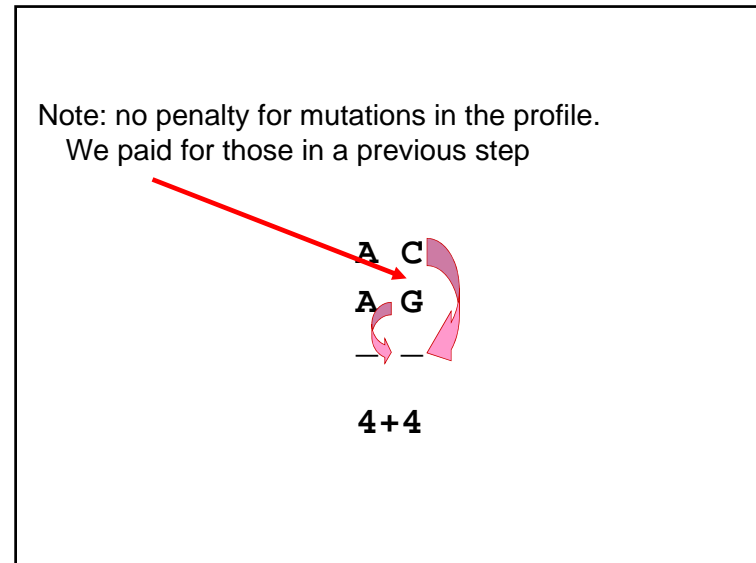 Note: no penalty for mutations in the profile.
We paid for those in a previous step
A C
A G
_ _
4+4